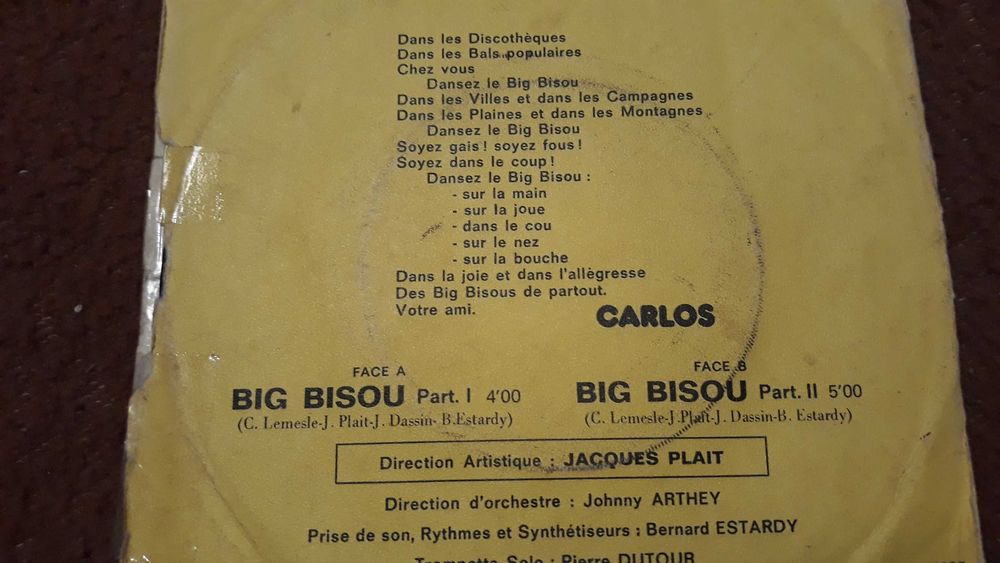 Dans les Discothèques
Dans les Bals populaires
Chez vous
Dansez le Big Bisou
Dans les Villes et dans les Campagnes
Dans les Plaines et dans les Montagnes
Dansez le Big Bisou
Soyez gais! soyez fous!
Soyez dans le coup!
Dansez le Big Bisou :
- sur la main
- sur la joue
- dans le cou
- sur le nez
- sur la bouche
Dans la joie et dans l'allègresse
Des Big Bisous de partout.
Votre ami.
CARLOS
FACE A
BIG BISOU Part. I 4'00
(C. Lemesle-J. Plait-J. Dassin- B.Estardy)
FACE B
BIG BISOU Part. II 5'00
(C. Lemesle-J.Plait-J. Dassin-B. Estardy)
Direction Artistique : JACQUES PLAIT
Direction d'orchestre : Johnny ARTHEY
Prise de son, Rythmes et Synthétiseurs : Bernard ESTARDY
Trompette Solo : Pierre DUTOUR